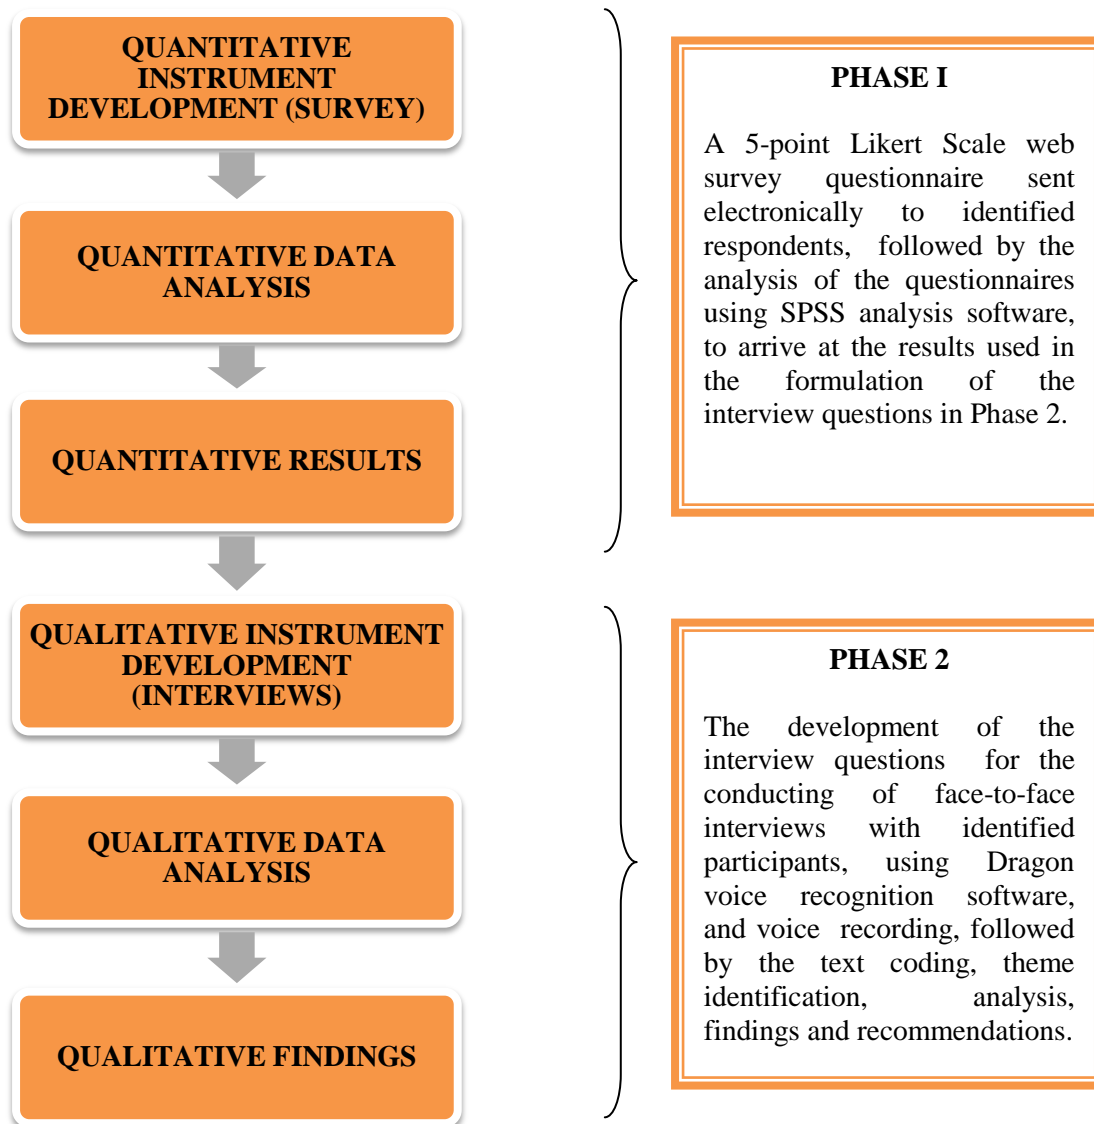 QUANTITATIVE
INSTRUMENT
DEVELOPMENT (SURVEY)
QUANTITATIVE DATA
ANALYSIS
QUANTITATIVE RESULTS
PHASE I
A 5-point Likert Scale web
survey questionnaire sent
electronically to identified
respondents, followed by the
analysis of the questionnaires
using SPSS analysis software,
to arrive at the results used in
the formulation of the
interview questions in Phase 2.
QUALITATIVE INSTRUMENT
DEVELOPMENT
(INTERVIEWS)
QUALITATIVE DATA
ANALYSIS
QUALITATIVE FINDINGS
PHASE 2
The development of the
interview questions for the
conducting of face-to-face
interviews with identified
participants, using Dragon
voice recognition software,
and voice recording, followed
by the text coding, theme
identification, analysis,
findings and recommendations.